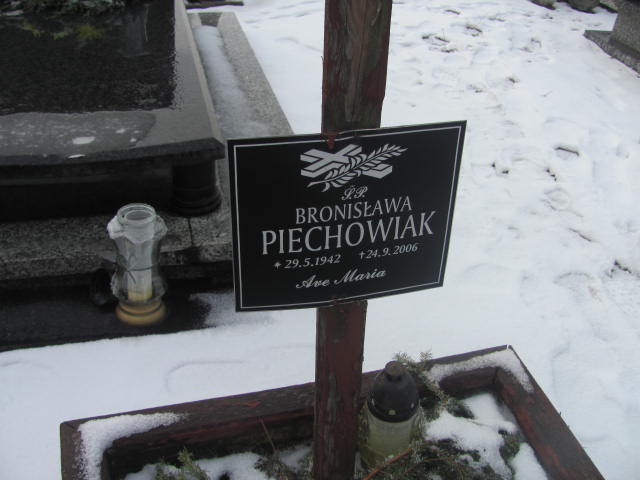 Ś.P.
BRONISŁAWA
PIECHOWIAK
*29.5.1942 †24.9.2006
Ave Maria